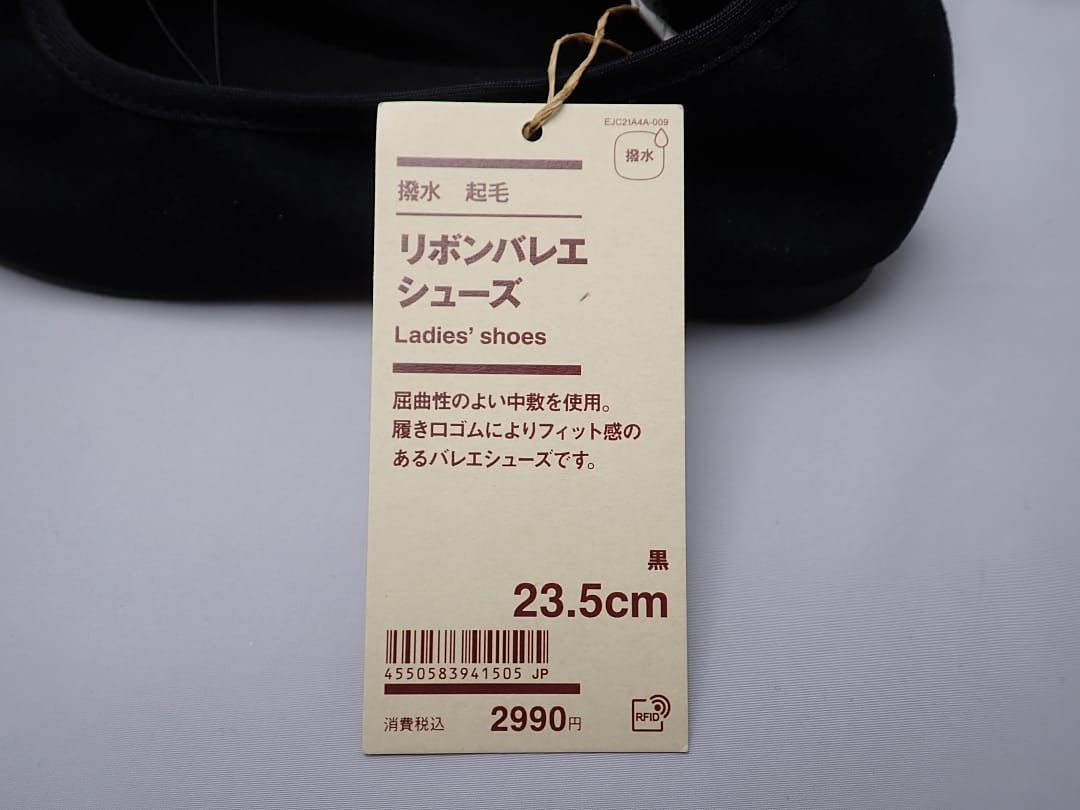 EJC21A4A-009
撥水
撥水 起毛
リボンバレエ
シューズ
Ladies' shoes
屈曲性のよい中敷を使用。
履き口ゴムによりフィット感の
あるバレエシューズです。
黒
23.5cm
4550583941505 JP
消費税込 2990円
RFID